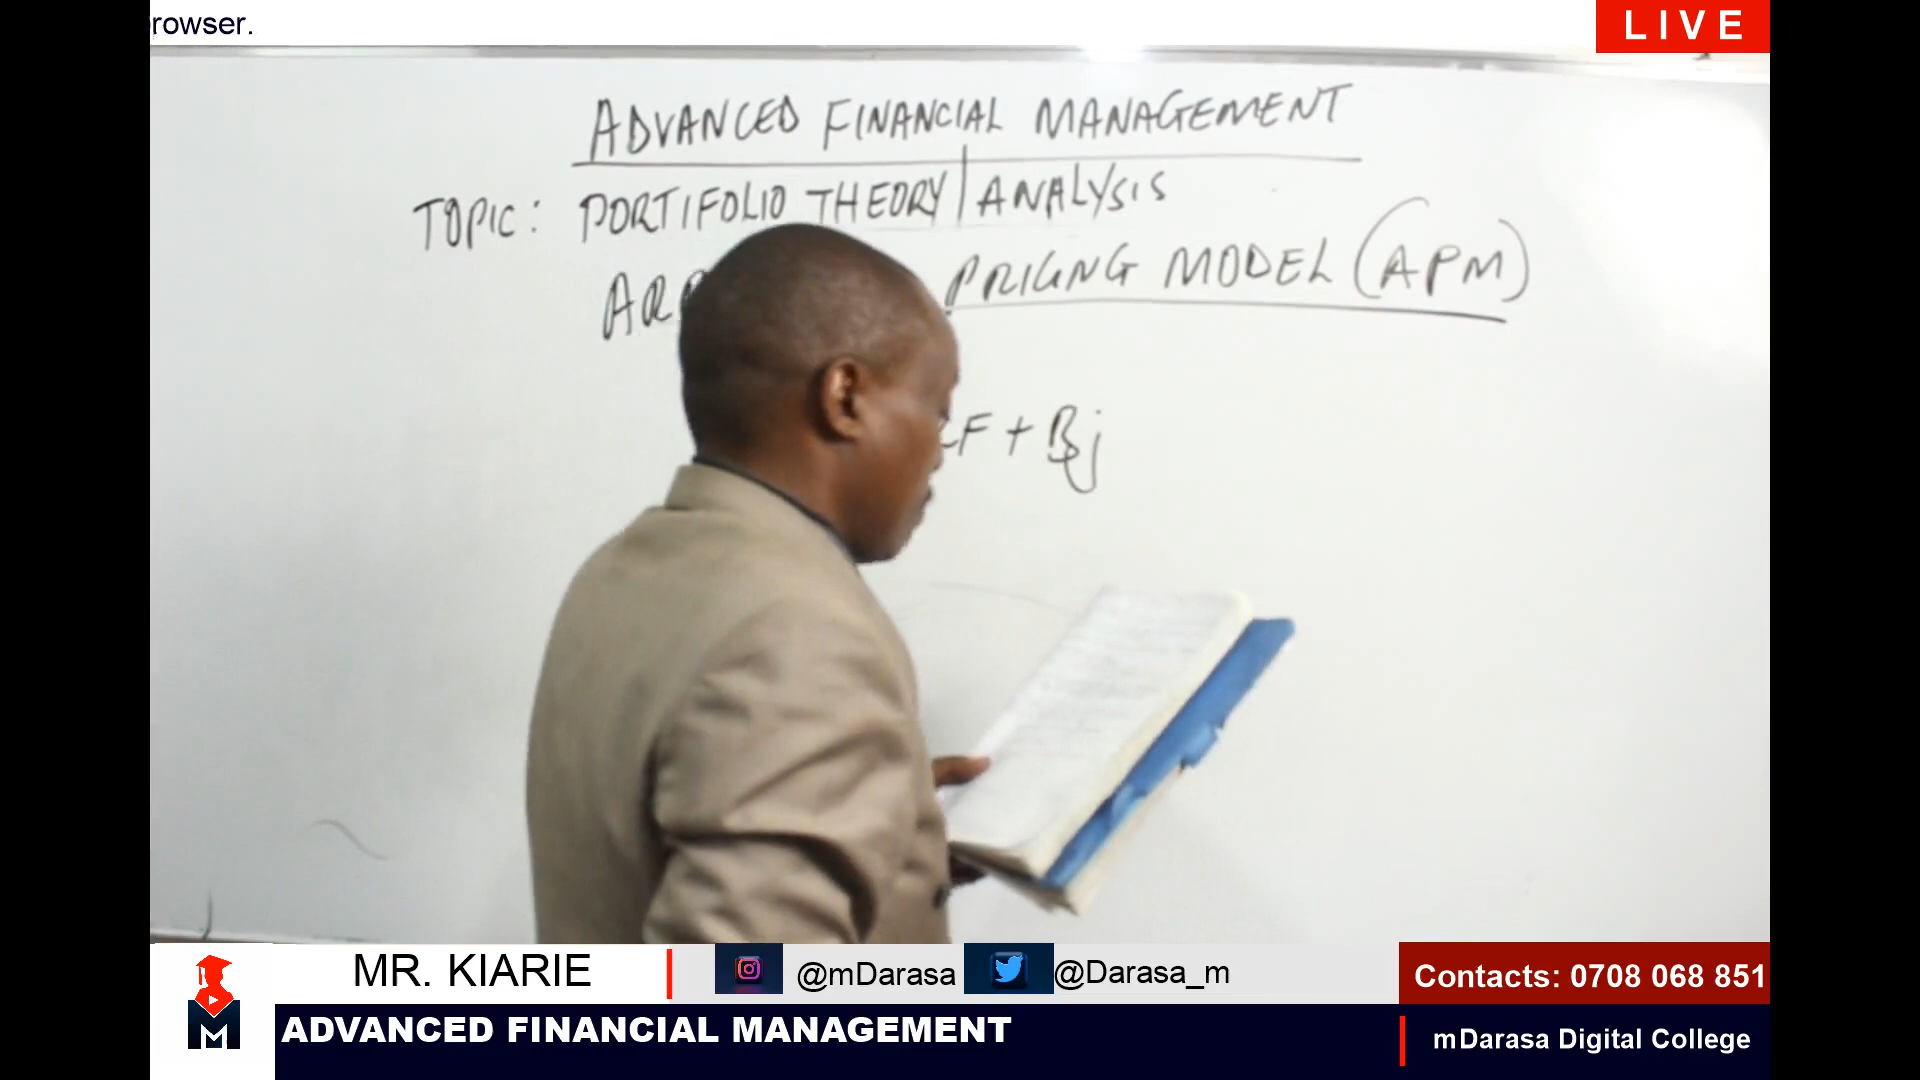 rowser.
LIVE
ADVANCED FINANCIAL MANAGEMENT
TOPIC: PORTIFOLIO THEORY/ANALYSIS
PRICING MODEL (APM)
F + Bj
MR. KIARIE
@mDarasa
@Darasa_m
Contacts: 0708 068 851
M
ADVANCED FINANCIAL MANAGEMENT
mDarasa Digital College